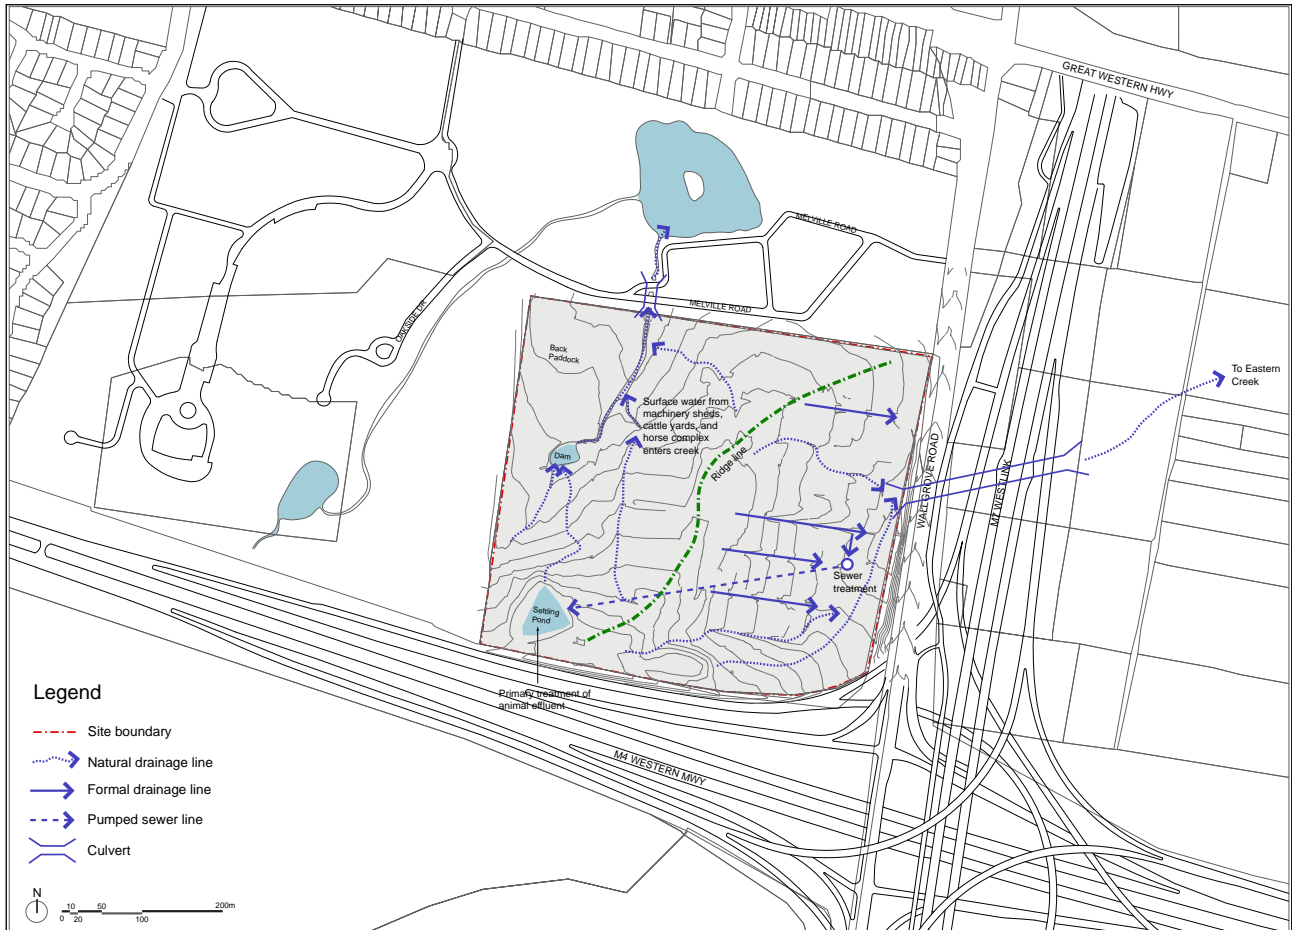 GREAT WESTERN HWY
MELVILLE ROAD
MELVILLE ROAD
OAKSIDE DR
Back
Paddock
To Eastern
Creek
Surface water from
machinery sheds,
cattle yards, and
horse complex
enters creek
Dam
Ridge line
WALLGROVE ROAD
M7 WESTLINK
Sewer
treatment
Settling
Pond
Primary treatment of
animal effluent
M4 WESTERN MWY
Legend
Site boundary
Natural drainage line
Formal drainage line
Pumped sewer line
Culvert
N
0 10 20 50 100 200m